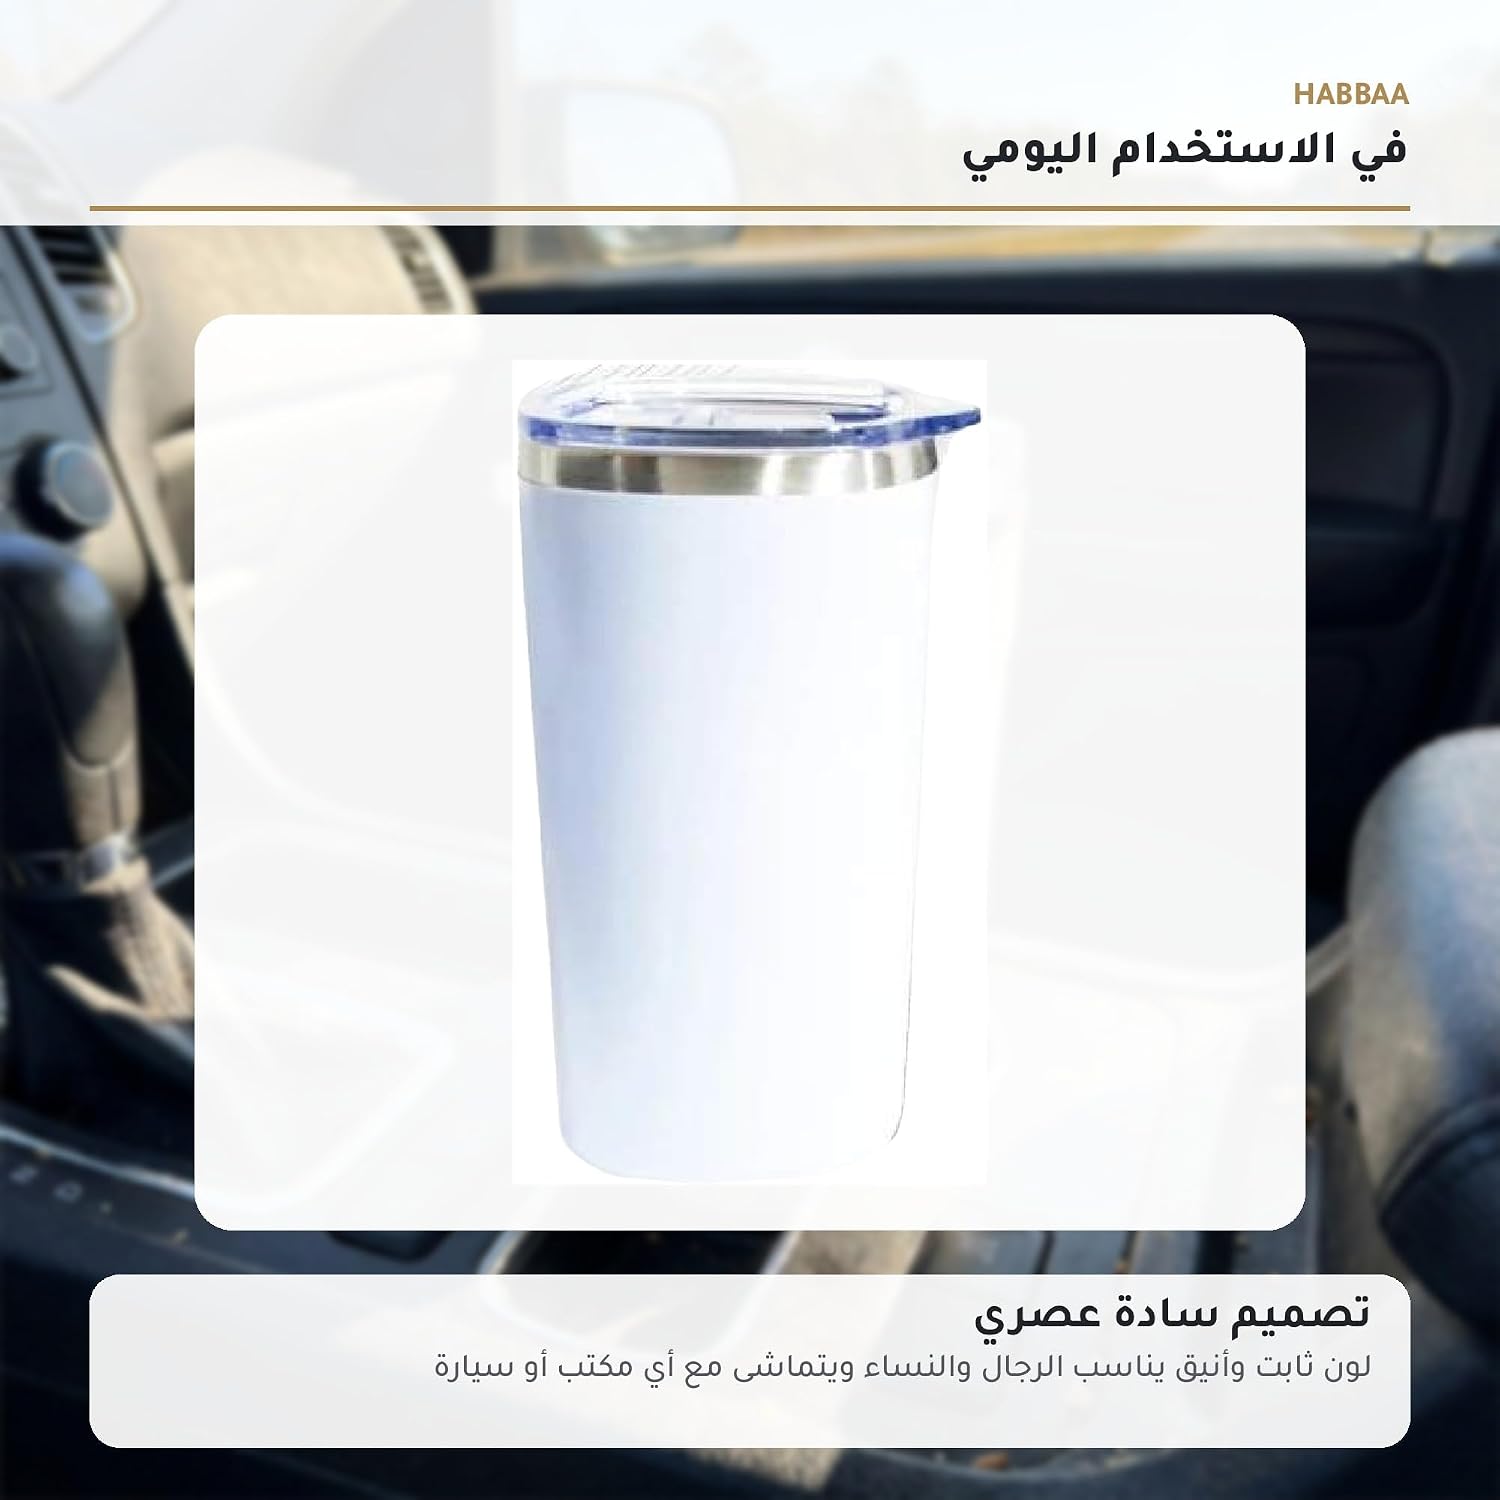 HABBAA
في الاستخدام اليومي
تصميم سادة عصري
لون ثابت وأنيق يناسب الرجال والنساء ويتماشى مع أي مكتب أو سيارة